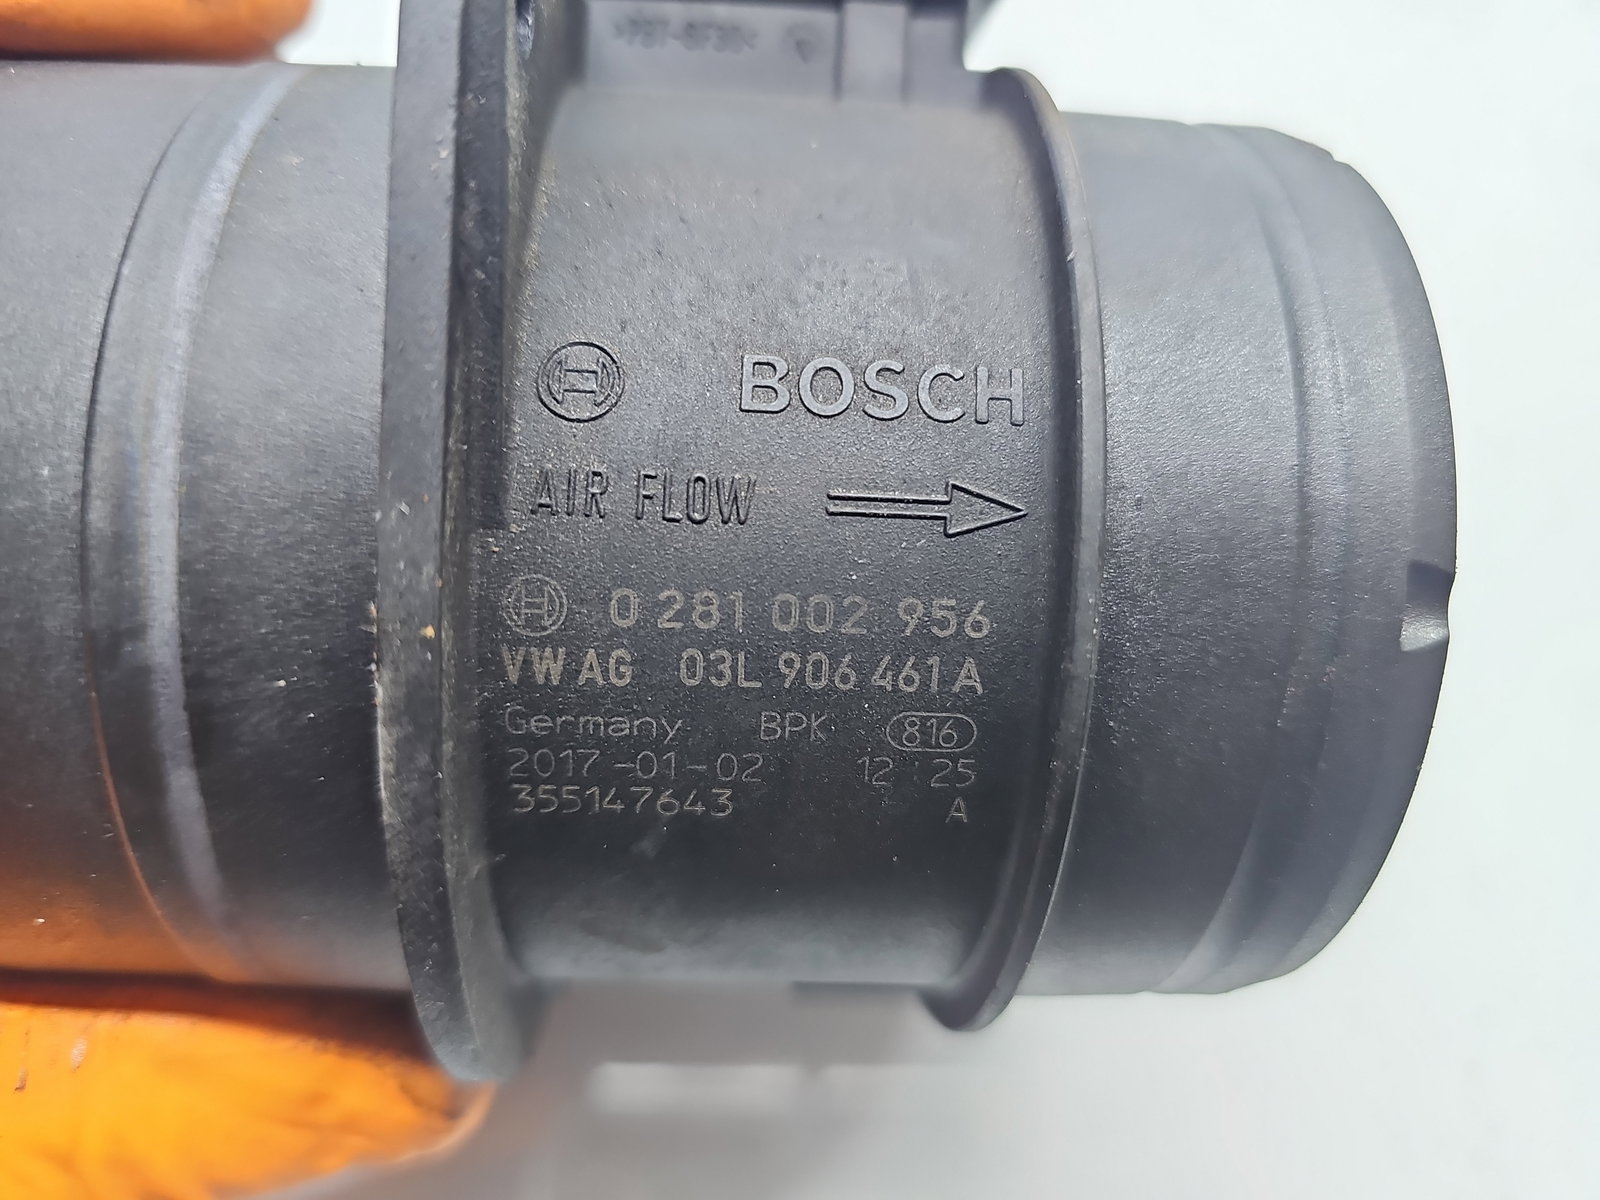 BOSCH
AIR FLOW
0 281 002 956
VW AG 03L 906 461 A
Germany BPK 816
2017-01-02 12 25
355147643 A